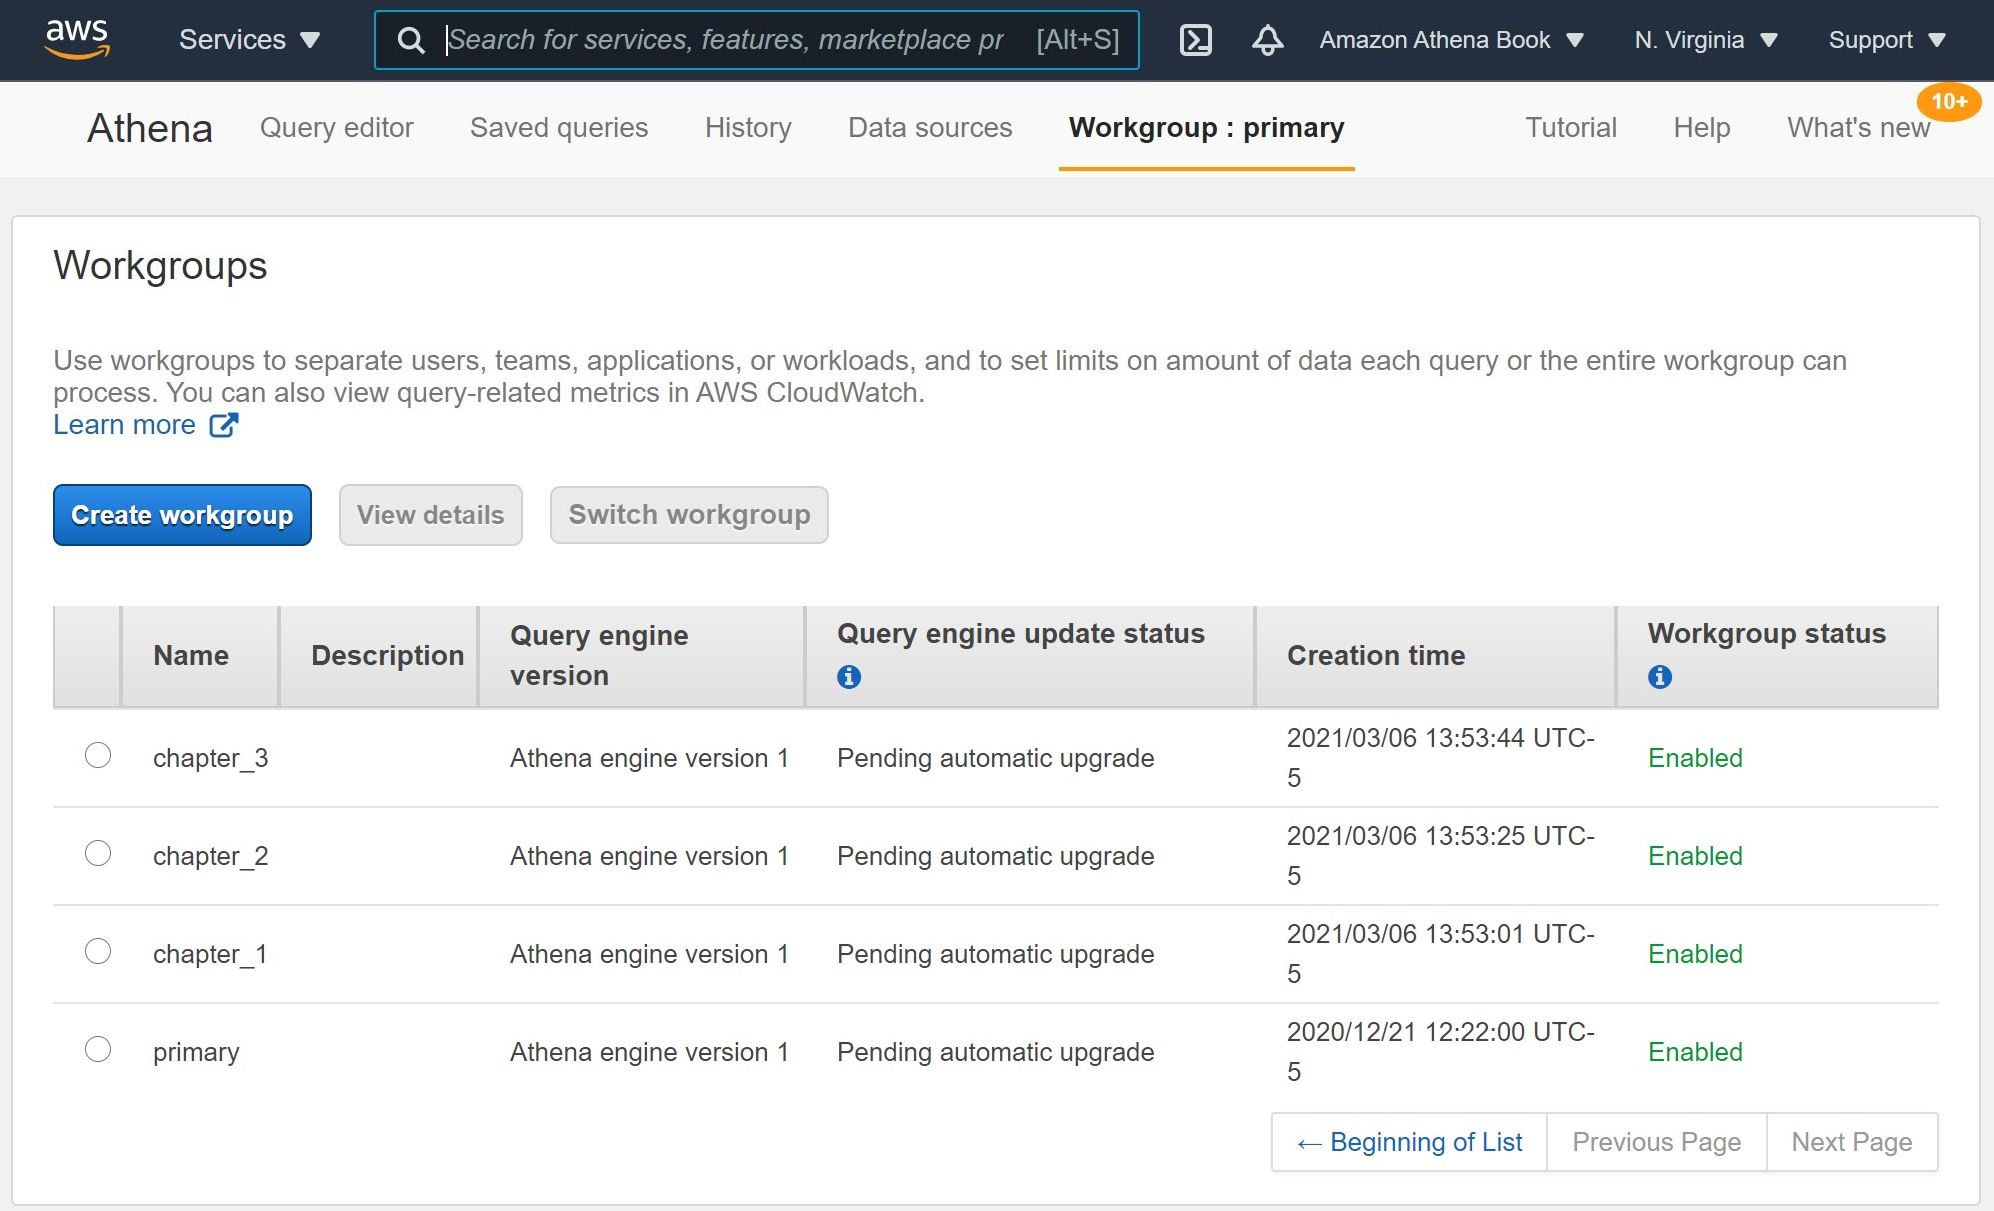 aws Services Search for services, features, marketplace pr [Alt+S] Amazon Athena Book N. Virginia Support
10+
Athena Query editor Saved queries History Data sources Workgroup : primary Tutorial Help What's new
Workgroups
Use workgroups to separate users, teams, applications, or workloads, and to set limits on amount of data each query or the entire workgroup can
process. You can also view query-related metrics in AWS CloudWatch.
Learn more
Create workgroup View details Switch workgroup
Name Description Query engine version Query engine update status Creation time Workgroup status
chapter_3 Athena engine version 1 Pending automatic upgrade 2021/03/06 13:53:44 UTC-5 Enabled
chapter_2 Athena engine version 1 Pending automatic upgrade 2021/03/06 13:53:25 UTC-5 Enabled
chapter_1 Athena engine version 1 Pending automatic upgrade 2021/03/06 13:53:01 UTC-5 Enabled
primary Athena engine version 1 Pending automatic upgrade 2020/12/21 12:22:00 UTC-5 Enabled
← Beginning of List Previous Page Next Page